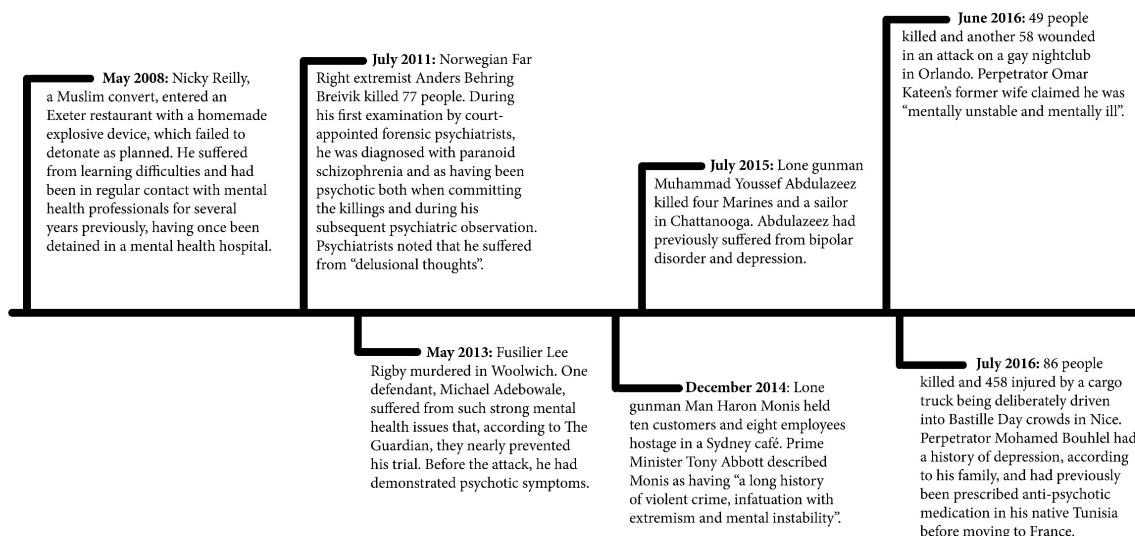 May 2008: Nicky Reilly,
a Muslim convert, entered an
Exeter restaurant with a homemade
explosive device, which failed to
detonate as planned. He suffered
from learning difficulties and had
been in regular contact with mental
health professionals for several
years previously, having once been
detained in a mental health hospital.
July 2011: Norwegian Far
Right extremist Anders Behring
Breivik killed 77 people. During
his first examination by court-
appointed forensic psychiatrists,
he was diagnosed with paranoid
schizophrenia and as having been
psychotic both when committing
the killings and during his
subsequent psychiatric observation.
Psychiatrists noted that he suffered
from “delusional thoughts”.
May 2013: Fusilier Lee
Rigby murdered in Woolwich. One
defendant, Michael Adebowale,
suffered from such strong mental
health issues that, according to The
Guardian, they nearly prevented
his trial. Before the attack, he had
demonstrated psychotic symptoms.
December 2014: Lone
gunman Man Haron Monis held
ten customers and eight employees
hostage in a Sydney café. Prime
Minister Tony Abbott described
Monis as having “a long history
of violent crime, infatuation with
extremism and mental instability”.
July 2015: Lone gunman
Muhammad Youssef Abdulazeez
killed four Marines and a sailor
in Chattanooga. Abdulazeez had
previously suffered from bipolar
disorder and depression.
June 2016: 49 people
killed and another 58 wounded
in an attack on a gay nightclub
in Orlando. Perpetrator Omar
Kateen’s former wife claimed he was
“mentally unstable and mentally ill”.
July 2016: 86 people
killed and 458 injured by a cargo
truck being deliberately driven
into Bastille Day crowds in Nice.
Perpetrator Mohamed Bouhlel had
a history of depression, according
to his family, and had previously
been prescribed anti-psychotic
medication in his native Tunisia
before moving to France.